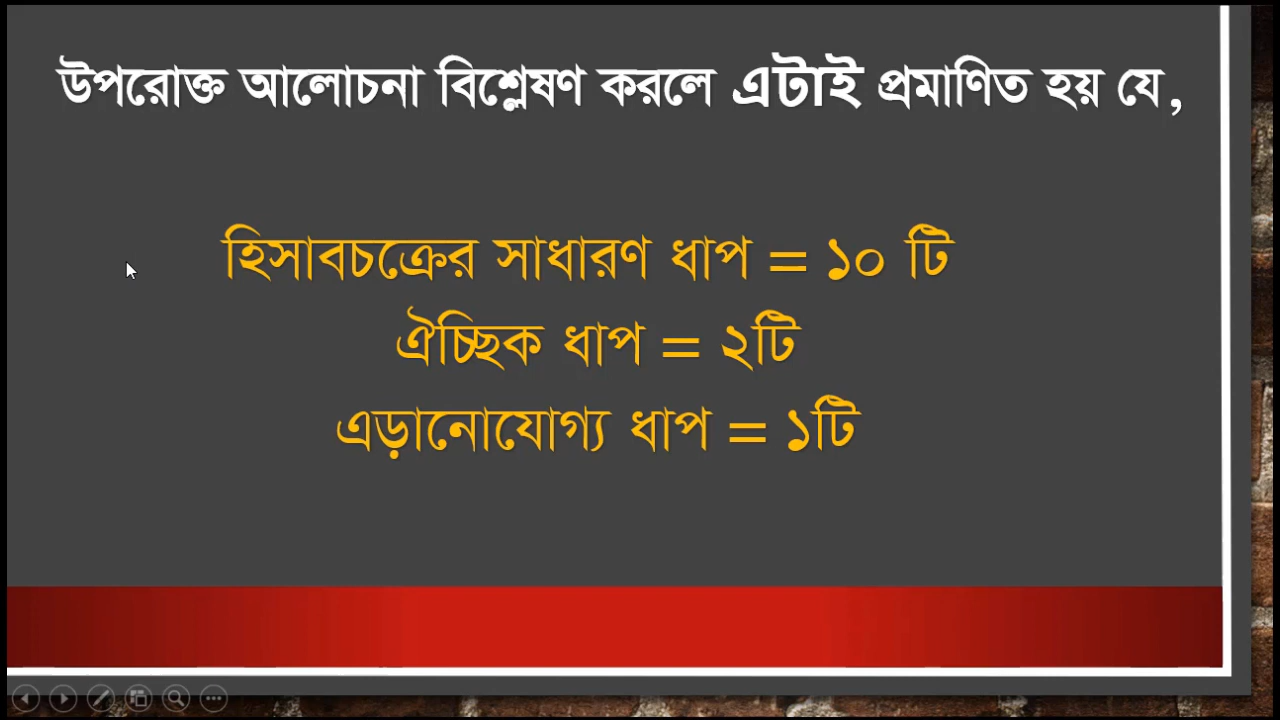 উপরোক্ত আলোচনা বিশ্লেষণ করলে এটাই প্রমাণিত হয় যে,
হিসাবচক্রের সাধারণ ধাপ = ১০ টি
ঐচ্ছিক ধাপ = ২টি
এড়ানোযোগ্য ধাপ = ১টি